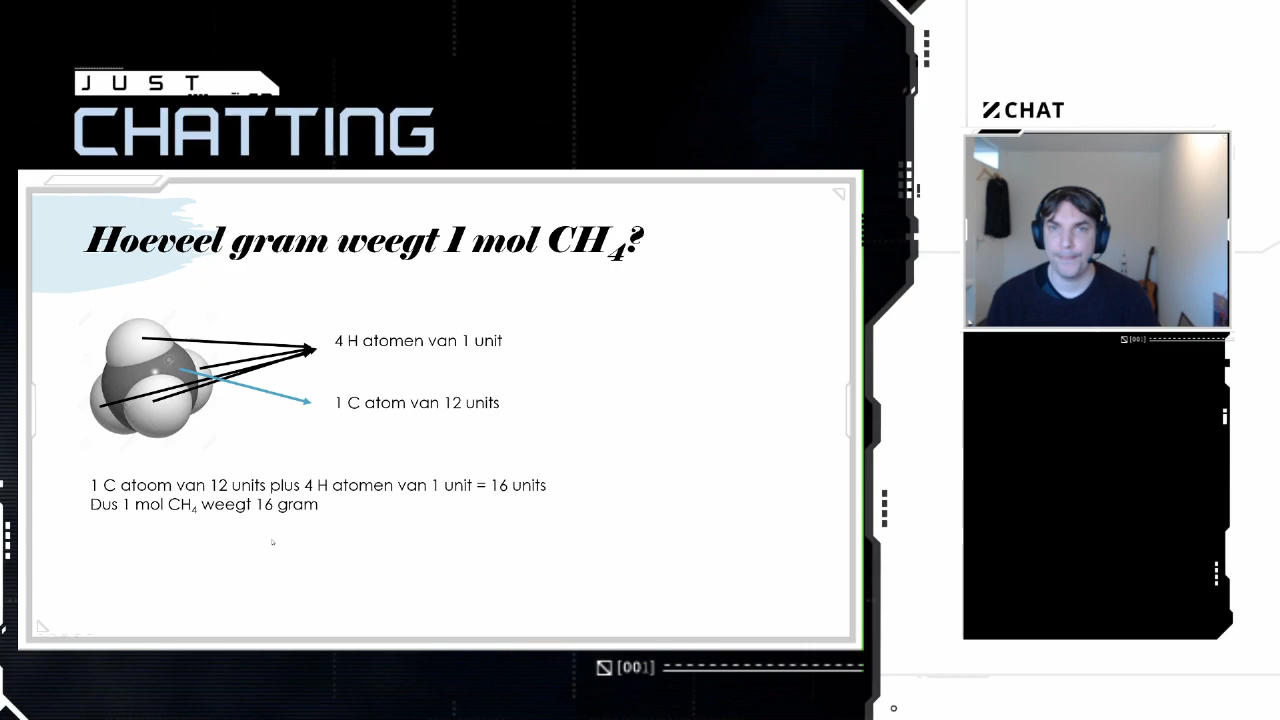 JUST
CHATTING
CHAT
Hoeveel gram weegt 1 mol CH₄?
4 H atomen van 1 unit
1 C atom van 12 units
1 C atoom van 12 units plus 4 H atomen van 1 unit = 16 units
Dus 1 mol CH₄ weegt 16 gram
[001]
[001]